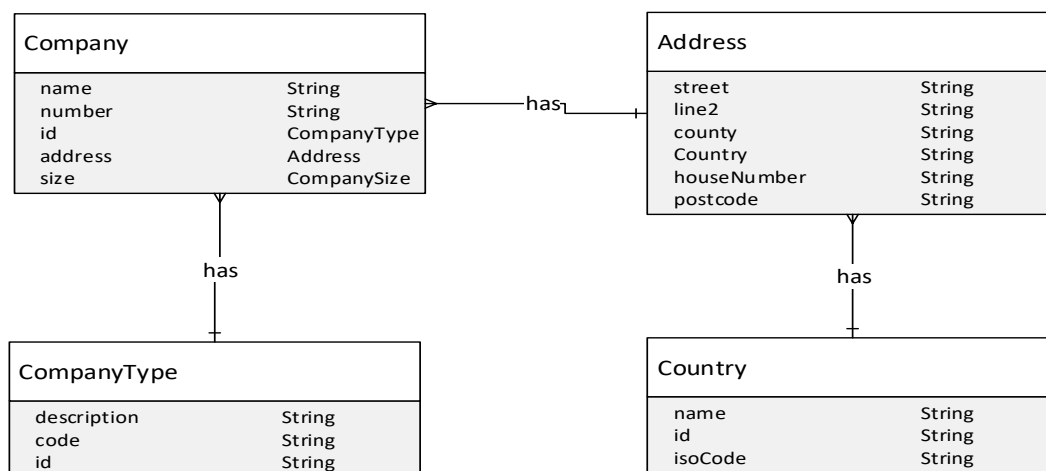 Company
name String
number String
id CompanyType
address Address
size CompanySize
has
Address
street String
line2 String
county String
Country String
houseNumber String
postcode String
has
has
CompanyType
description String
code String
id String
Country
name String
id String
isoCode String